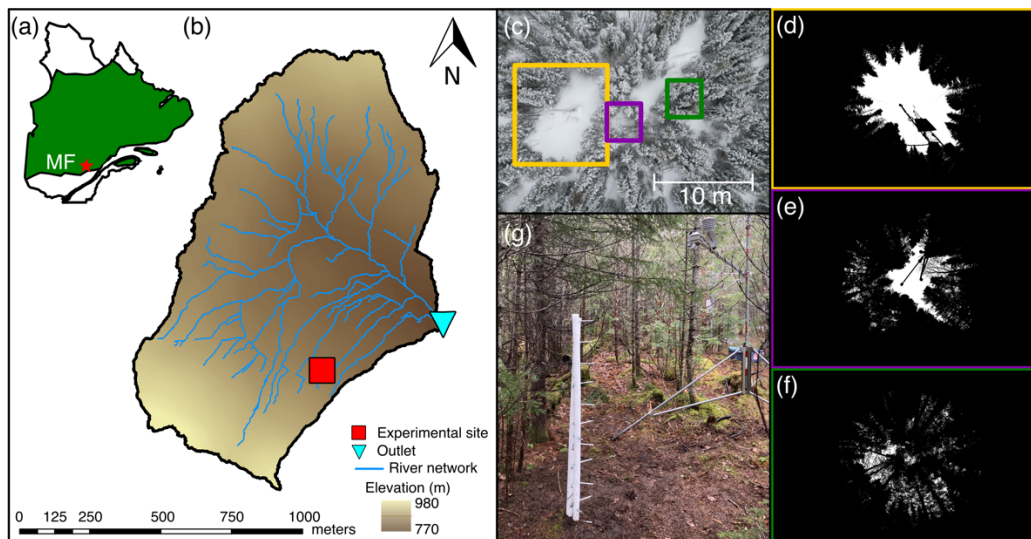 (a)
MF
(b)
N
Experimental site
Outlet
River network
Elevation (m)
980
770
0 125 250 500 750 1000
meters
(c)
10 m
(g)
(d)
(e)
(f)